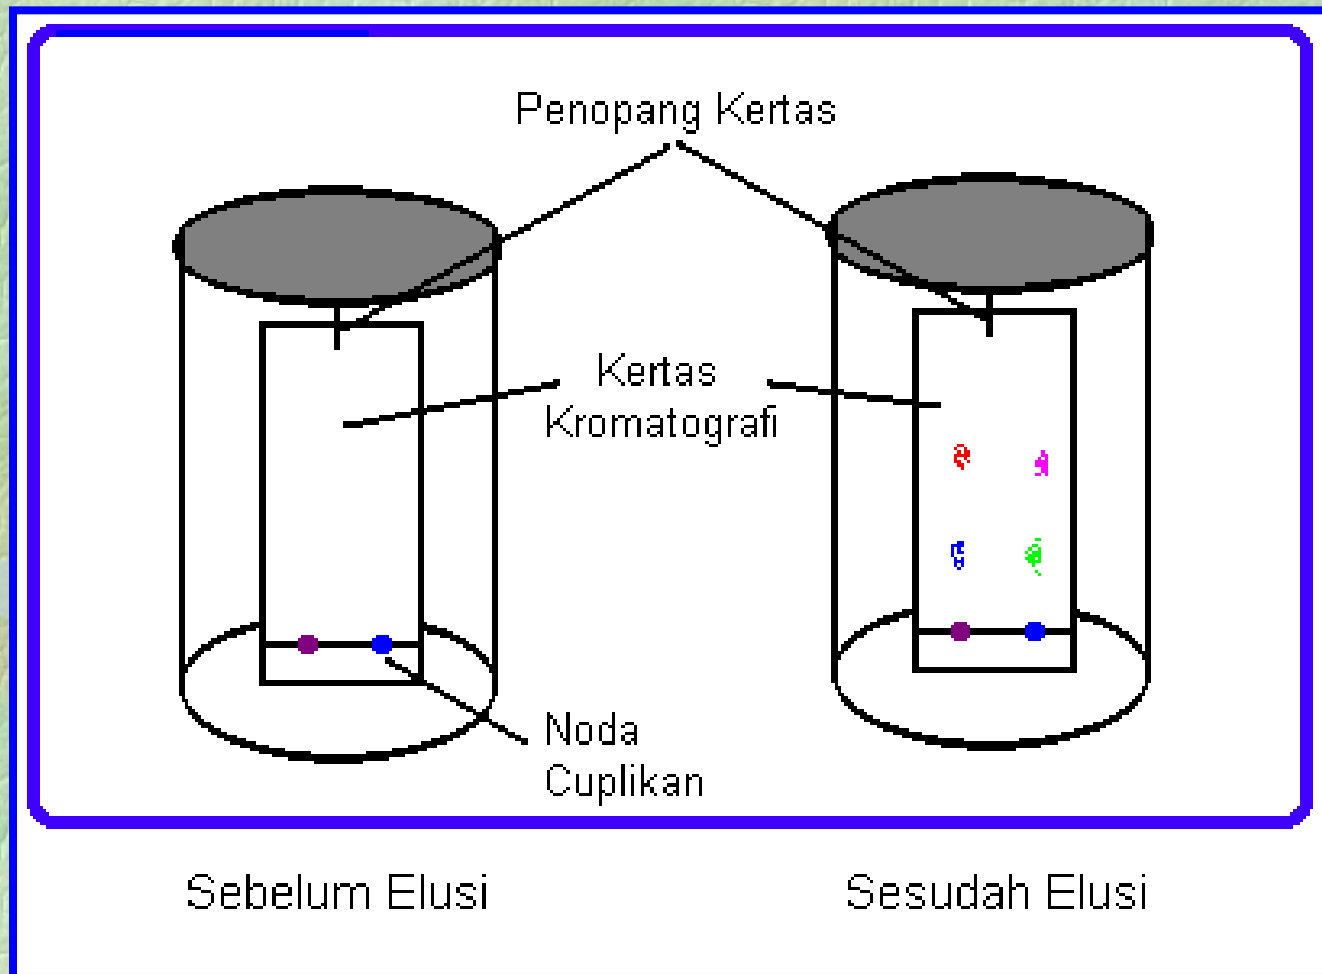 Penopang Kertas
Kertas
Kromatografi
Noda
Cuplikan
Sebelum Elusi
Sesudah Elusi